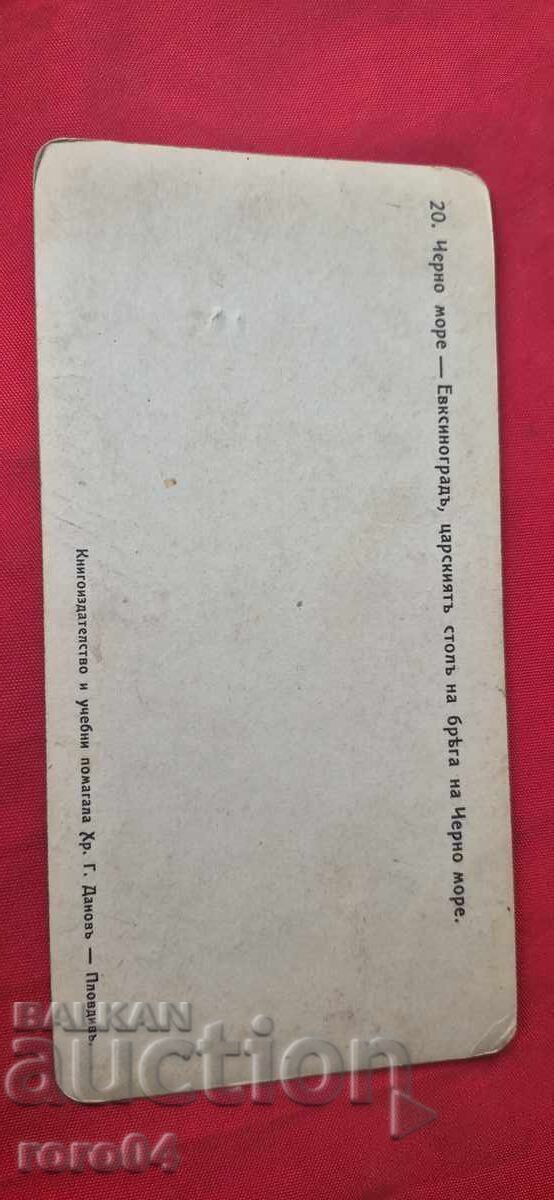 20. Черно море — Евксиноградъ, царскиятъ столъ на брѣга на Черно море.
Книгоиздателство и учебни помагала Хр. Г. Дановъ — Пловдивъ.
BALKAN
auction
roro04